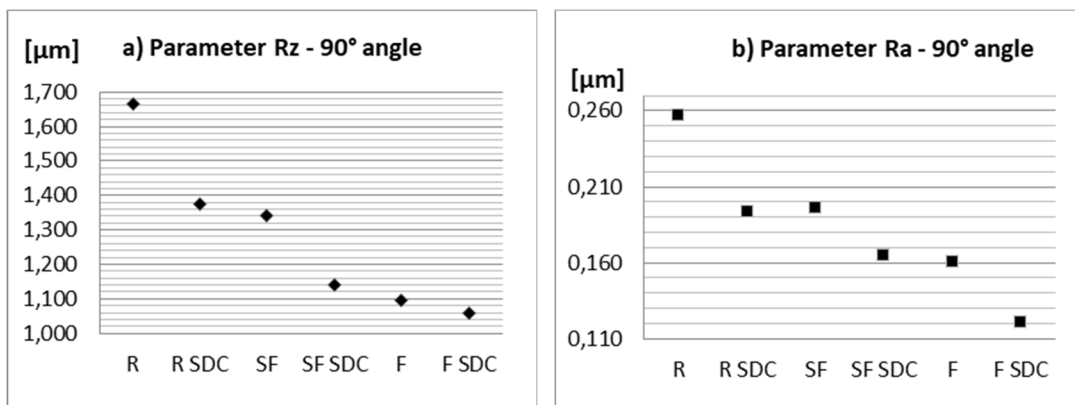 a) Parameter Rz - 90° angle
[µm]
1,700
1,600
1,500
1,400
1,300
1,200
1,100
1,000
R R SDC SF SF SDC F F SDC
b) Parameter Ra - 90° angle
[µm]
0,260
0,210
0,160
0,110
R R SDC SF SF SDC F F SDC